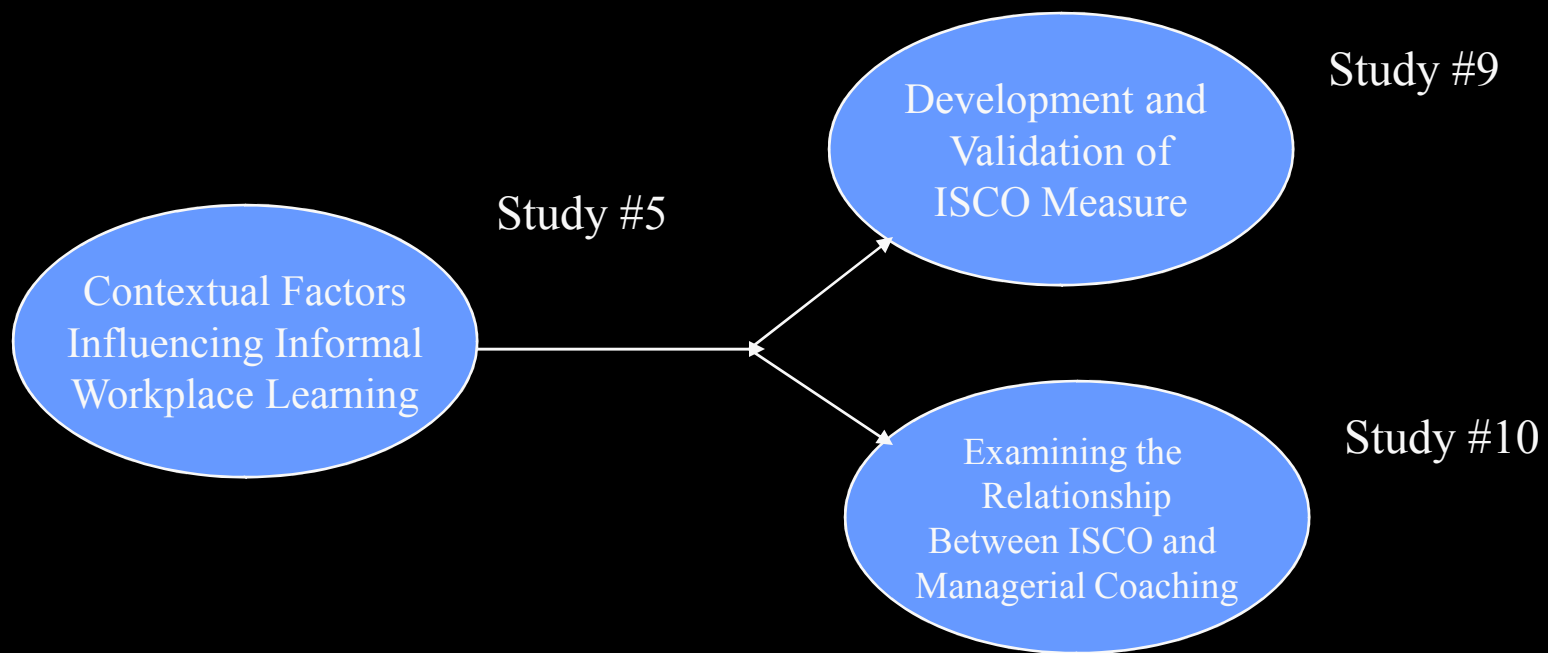 Study #5
Contextual Factors
Influencing Informal
Workplace Learning
Study #9
Development and
Validation of
ISCO Measure
Study #10
Examining the
Relationship
Between ISCO and
Managerial Coaching